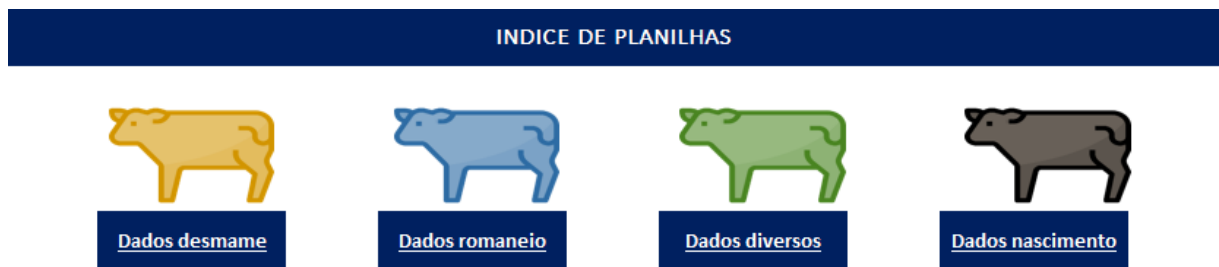 INDICE DE PLANILHAS
Dados desmame
Dados romaneio
Dados diversos
Dados nascimento